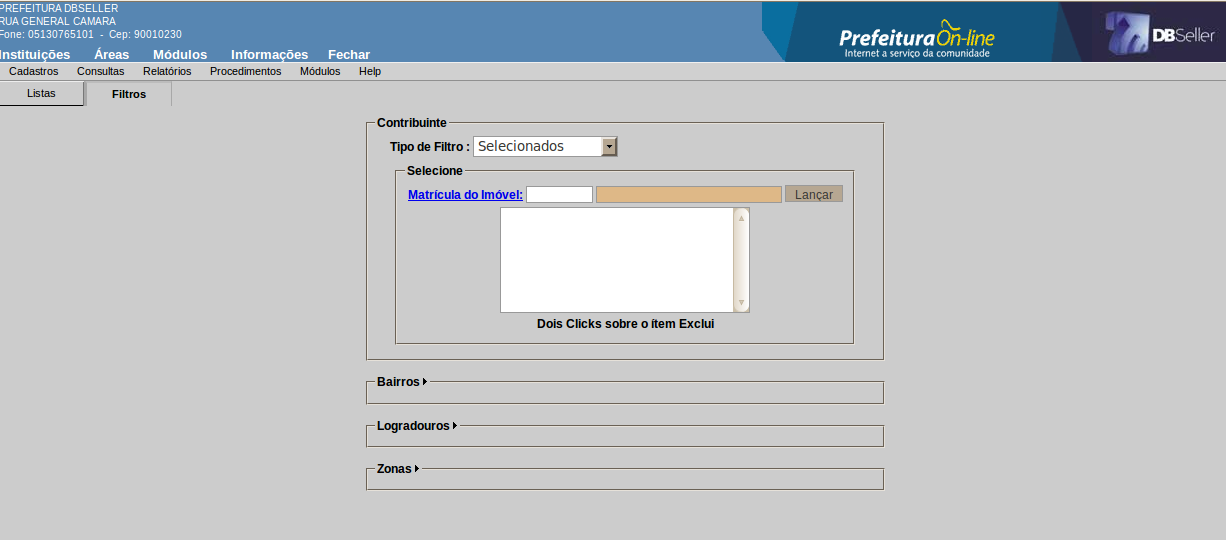 PREFEITURA DBSELLER
RUA GENERAL CAMARA
Fone: 05130765101 - Cep: 90010230
Instituições Áreas Módulos Informações Fechar
PrefeituraOn-line
Internet a serviço da comunidade
DBSeller
Cadastros Consultas Relatórios Procedimentos Módulos Help
Listas Filtros
Contribuinte
Tipo de Filtro : Selecionados
Selecione
Matrícula do Imóvel: Lançar
Dois Clicks sobre o ítem Exclui
Bairros
Logradouros
Zonas